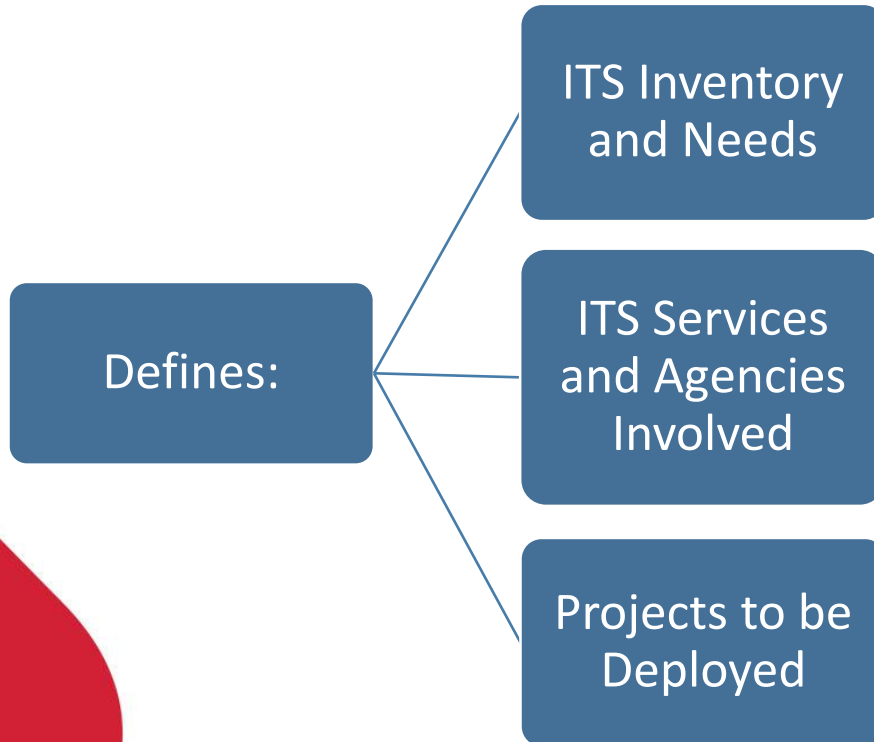 Defines:
ITS Inventory
and Needs
ITS Services
and Agencies
Involved
Projects to be
Deployed